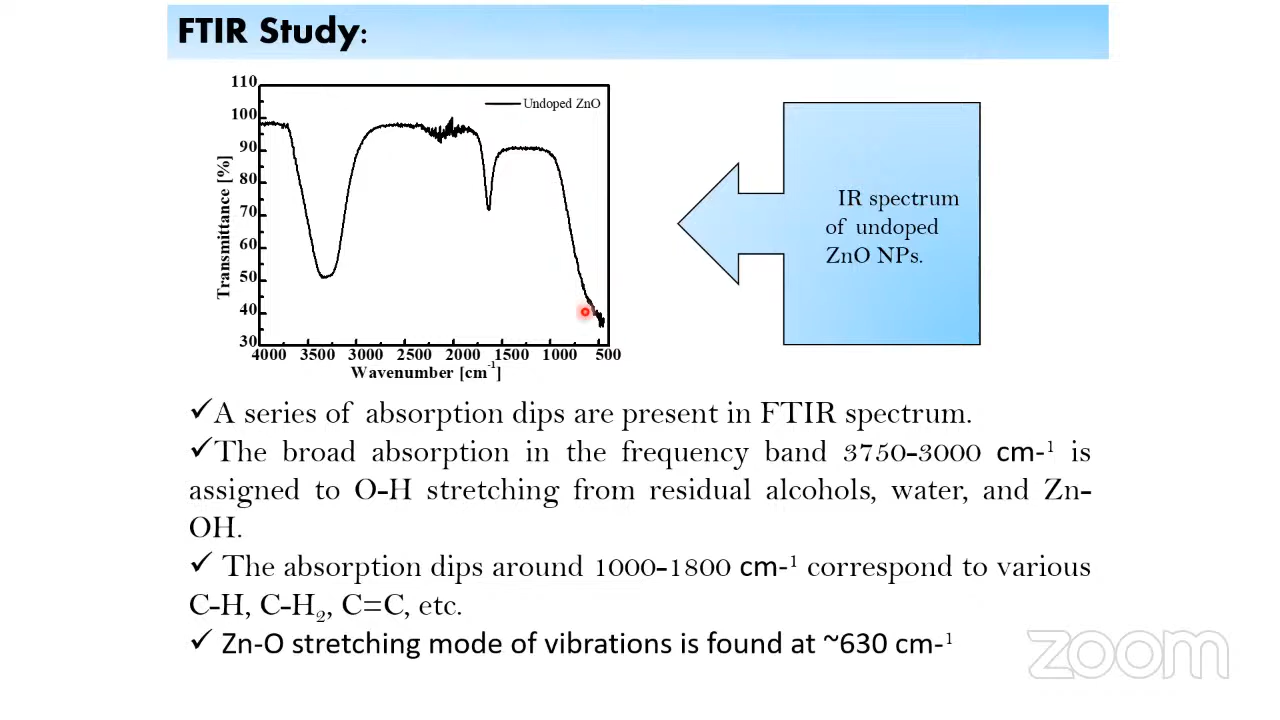 FTIR Study:
110
100
90
80
70
60
50
40
30
Transmittance [%]
Undoped ZnO
4000 3500 3000 2500 2000 1500 1000 500
Wavenumber [cm-1]
IR spectrum
of undoped
ZnO NPs.
✓A series of absorption dips are present in FTIR spectrum.
✓The broad absorption in the frequency band 3750-3000 cm-1 is
assigned to O-H stretching from residual alcohols, water, and Zn-
OH.
✓ The absorption dips around 1000-1800 cm-1 correspond to various
C-H, C-H2, C=C, etc.
✓ Zn-O stretching mode of vibrations is found at ~630 cm-1
zoom